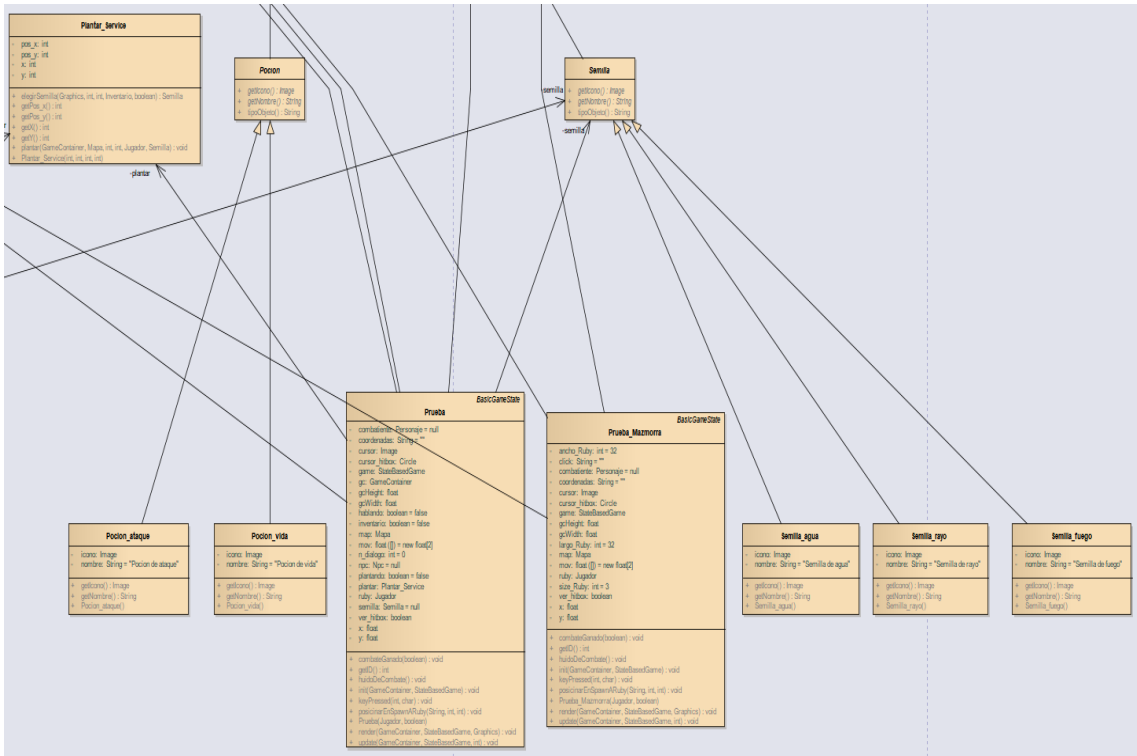 Plantar_Service
- pos_x: int
- pos_y: int
- x: int
- y: int
+ elegirSemilla(Graphics, int, int, Inventario, boolean) : Semilla
+ getPos_x() : int
+ getPos_y() : int
+ getX() : int
+ getY() : int
+ plantar(GameContainer, Mapa, int, int, Jugador, Semilla) : void
+ Plantar_Service(int, int, int, int)
-plantar
Pocion
+ getIcono() : Image
+ getNombre() : String
+ tipoObjeto() : String
Semilla
+ getIcono() : Image
+ getNombre() : String
+ tipoObjeto() : String
-semilla
-semilla
BasicGameState
Prueba
- combatiente: Personaje = null
- coordenadas: String = ""
- cursor: Image
- cursor_hitbox: Circle
- game: StateBasedGame
- gc: GameContainer
- gcHeight: float
- gcWidth: float
- hablando: boolean = false
- inventario: boolean = false
- map: Mapa
- mov: float ([]) = new float[2]
- n_dialogo: int = 0
- npc: Npc = null
- plantando: boolean = false
- plantar: Plantar_Service
- ruby: Jugador
- semilla: Semilla = null
- ver_hitbox: boolean
- x: float
- y: float
+ combateGanado(boolean) : void
+ getID() : int
+ huidoDeCombate() : void
+ init(GameContainer, StateBasedGame) : void
+ keyPressed(int, char) : void
+ posicinarEnSpawnARuby(String, int, int) : void
+ Prueba(Jugador, boolean)
+ render(GameContainer, StateBasedGame, Graphics) : void
+ update(GameContainer, StateBasedGame, int) : void
BasicGameState
Prueba_Mazmorra
- ancho_Ruby: int = 32
- click: String = ""
- combatiente: Personaje = null
- coordenadas: String = ""
- cursor: Image
- cursor_hitbox: Circle
- game: StateBasedGame
- gcHeight: float
- gcWidth: float
- largo_Ruby: int = 32
- map: Mapa
- mov: float ([]) = new float[2]
- ruby: Jugador
- size_Ruby: int = 3
- ver_hitbox: boolean
- x: float
- y: float
+ combateGanado(boolean) : void
+ getID() : int
+ huidoDeCombate() : void
+ init(GameContainer, StateBasedGame) : void
+ keyPressed(int, char) : void
+ posicinarEnSpawnARuby(String, int, int) : void
+ Prueba_Mazmorra(Jugador, boolean)
+ render(GameContainer, StateBasedGame, Graphics) : void
+ update(GameContainer, StateBasedGame, int) : void
Pocion_ataque
- icono: Image
- nombre: String = "Pocion de ataque"
+ getIcono() : Image
+ getNombre() : String
+ Pocion_ataque()
Pocion_vida
- icono: Image
- nombre: String = "Pocion de vida"
+ getIcono() : Image
+ getNombre() : String
+ Pocion_vida()
Semilla_agua
- icono: Image
- nombre: String = "Semilla de agua"
+ getIcono() : Image
+ getNombre() : String
+ Semilla_agua()
Semilla_rayo
- icono: Image
- nombre: String = "Semilla de rayo"
+ getIcono() : Image
+ getNombre() : String
+ Semilla_rayo()
Semilla_fuego
- icono: Image
- nombre: String = "Semilla de fuego"
+ getIcono() : Image
+ getNombre() : String
+ Semilla_fuego()